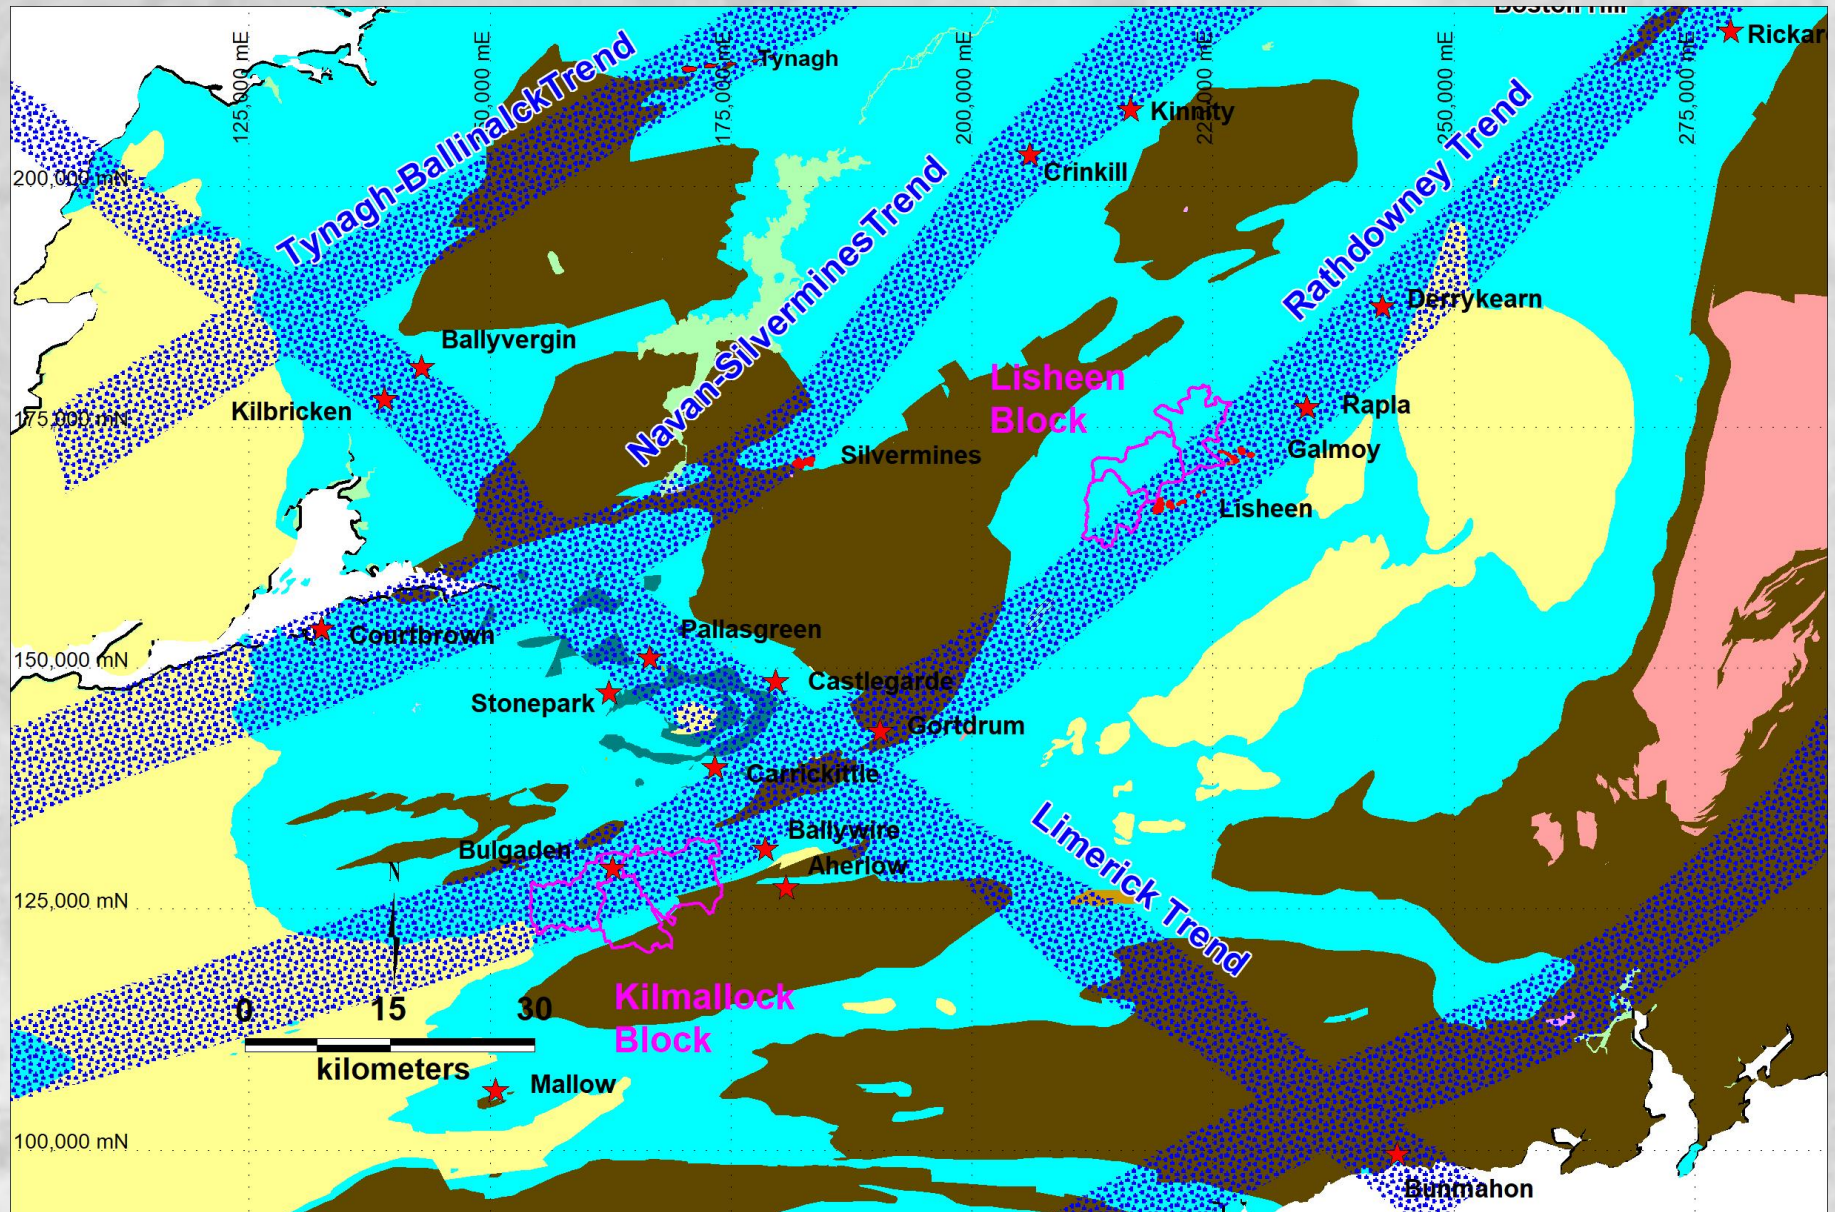 Boston Hill
Rickar
125,000 mE
50,000 mE
175,000 mE
200,000 mE
225,000 mE
250,000 mE
275,000 mE
Tynagh
Tynagh-BallinalckTrend
Kinnity
Crinkill
200,000 mN
Navan-SilverminesTrend
Rathdowney Trend
Derrykearn
Ballyvergin
Lisheen
Block
Kilbricken
175,000 mN
Rapla
Galmoy
Silvermines
Lisheen
Courtbrown
Pallasgreen
150,000 mN
Castlegarde
Stonepark
Gortdrum
Carrickittle
Limerick Trend
Ballywire
Bulgaden
Aherlow
N
125,000 mN
Kilmallock
Block
0 15 30
kilometers
Mallow
100,000 mN
Bunmahon